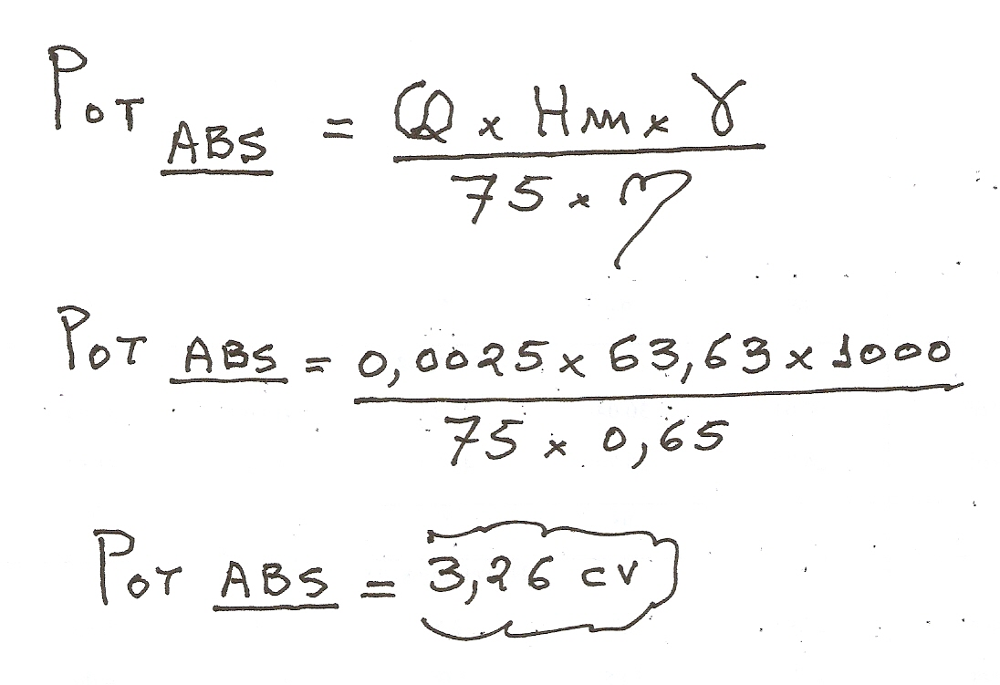 POT ABS = Q x Hm x γ
75 x η
POT ABS = 0,0025 x 63,63 x 1000
75 x 0,65
POT ABS = 3,26 cv